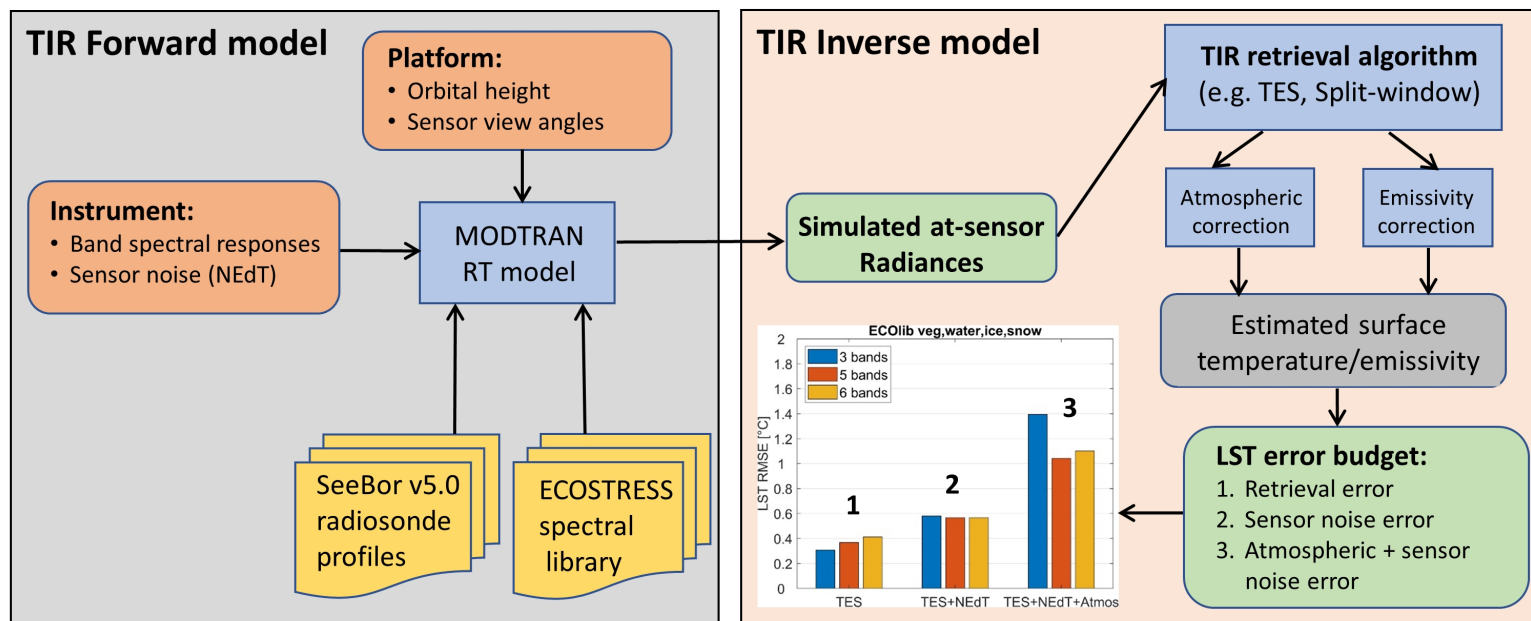 TIR Forward model
Platform:
• Orbital height
• Sensor view angles
Instrument:
• Band spectral responses
• Sensor noise (NEdT)
MODTRAN
RT model
SeeBor v5.0
radiosonde
profiles
ECOSTRESS
spectral
library
TIR Inverse model
TIR retrieval algorithm
(e.g. TES, Split-window)
Atmospheric
correction
Emissivity
correction
Simulated at-sensor
Radiances
Estimated surface
temperature/emissivity
LST error budget:
1. Retrieval error
2. Sensor noise error
3. Atmospheric + sensor
noise error
ECOlib veg,water,ice,snow
LST RMSE [°C]
2
1.8
1.6
1.4
1.2
1
0.8
0.6
0.4
0.2
0
3 bands
5 bands
6 bands
1
2
3
TES
TES+NEdT
TES+NEdT+Atmos